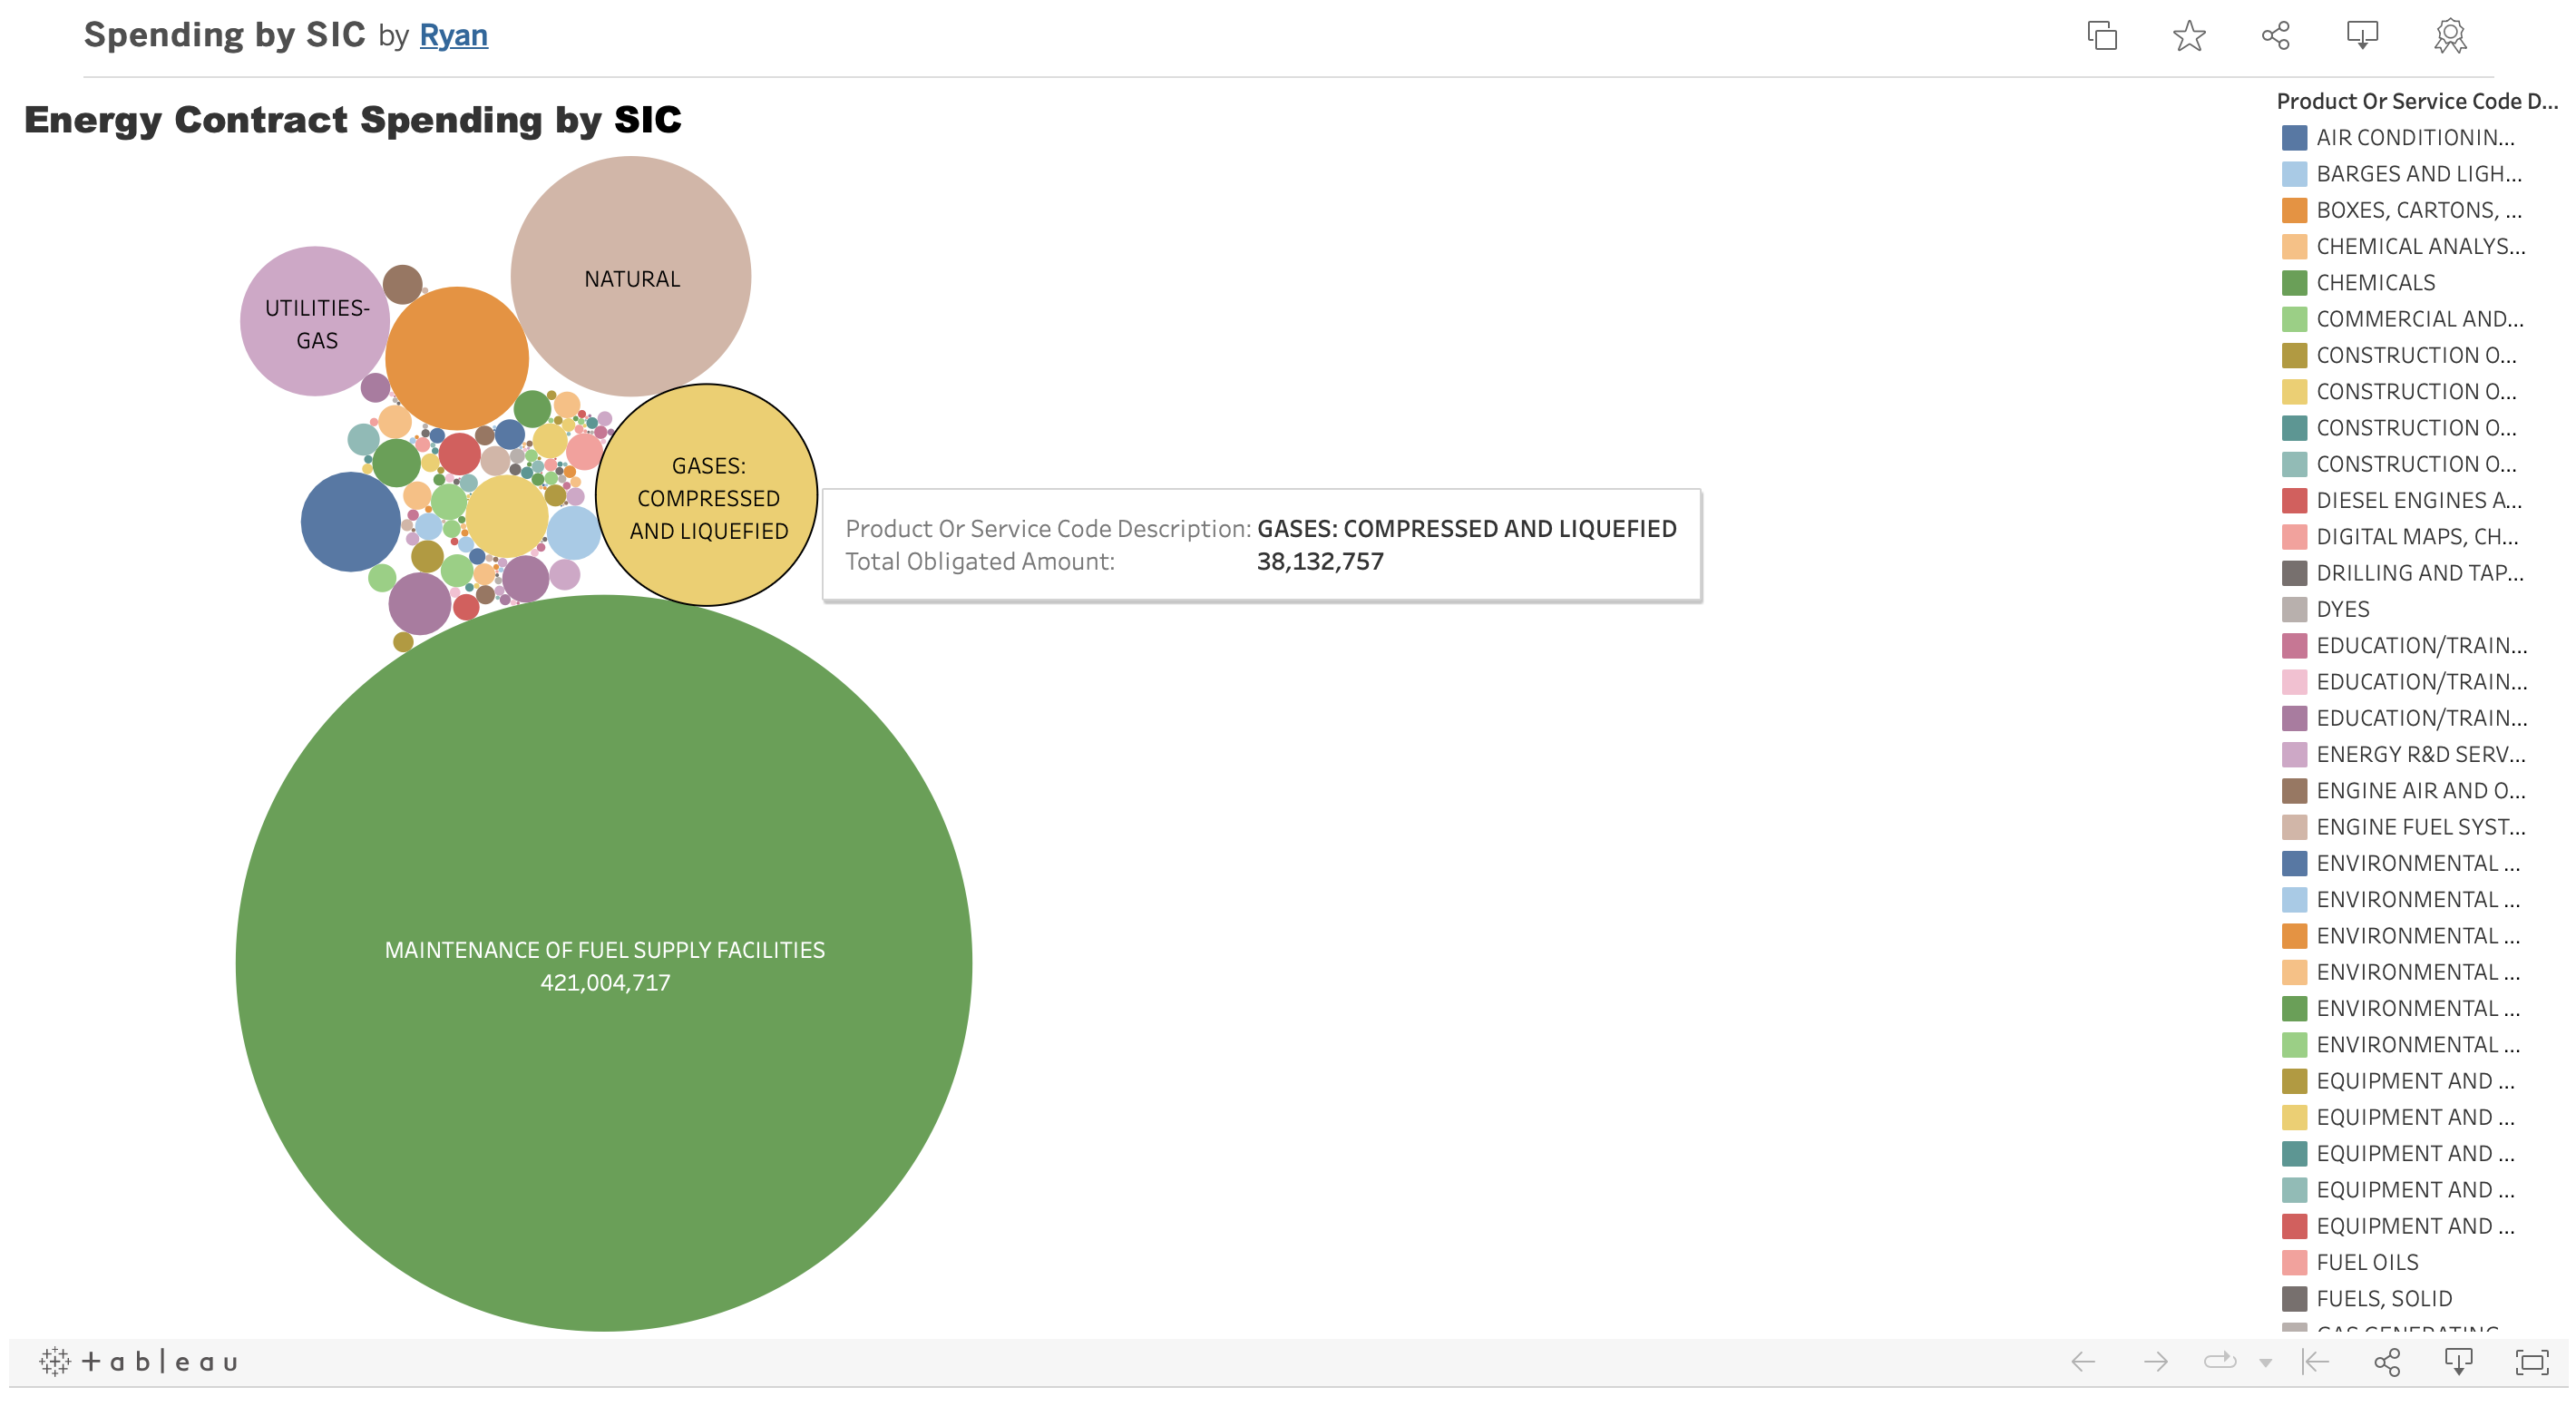 Spending by SIC by Ryan
Energy Contract Spending by SIC
NATURAL
UTILITIES-
GAS
GASES:
COMPRESSED
AND LIQUEFIED
Product Or Service Code Description: GASES: COMPRESSED AND LIQUEFIED
Total Obligated Amount: 38,132,757
MAINTENANCE OF FUEL SUPPLY FACILITIES
421,004,717
Product Or Service Code D...
AIR CONDITIONIN...
BARGES AND LIGH...
BOXES, CARTONS, ...
CHEMICAL ANALYS...
CHEMICALS
COMMERCIAL AND...
CONSTRUCTION O...
CONSTRUCTION O...
CONSTRUCTION O...
CONSTRUCTION O...
DIESEL ENGINES A...
DIGITAL MAPS, CH...
DRILLING AND TAP...
DYES
EDUCATION/TRAIN...
EDUCATION/TRAIN...
EDUCATION/TRAIN...
ENERGY R&D SERV...
ENGINE AIR AND O...
ENGINE FUEL SYST...
ENVIRONMENTAL ...
ENVIRONMENTAL ...
ENVIRONMENTAL ...
ENVIRONMENTAL ...
ENVIRONMENTAL ...
ENVIRONMENTAL ...
EQUIPMENT AND ...
EQUIPMENT AND ...
EQUIPMENT AND ...
EQUIPMENT AND ...
EQUIPMENT AND ...
FUEL OILS
FUELS, SOLID
tableau